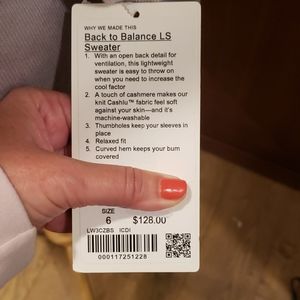 WHY WE MADE THIS
Back to Balance LS
Sweater
1. With an open back detail for
ventilation, this lightweight
sweater is easy to throw on
when you need to increase the
cool factor
2. A touch of cashmere makes our
knit Cashlu™ fabric feel soft
against your skin—and it's
machine-washable
3. Thumbholes keep your sleeves in
place
4. Relaxed fit
5. Curved hem keeps your bum
covered
SIZE
6 $128.00
LW3CZBS ICDI
000117251228